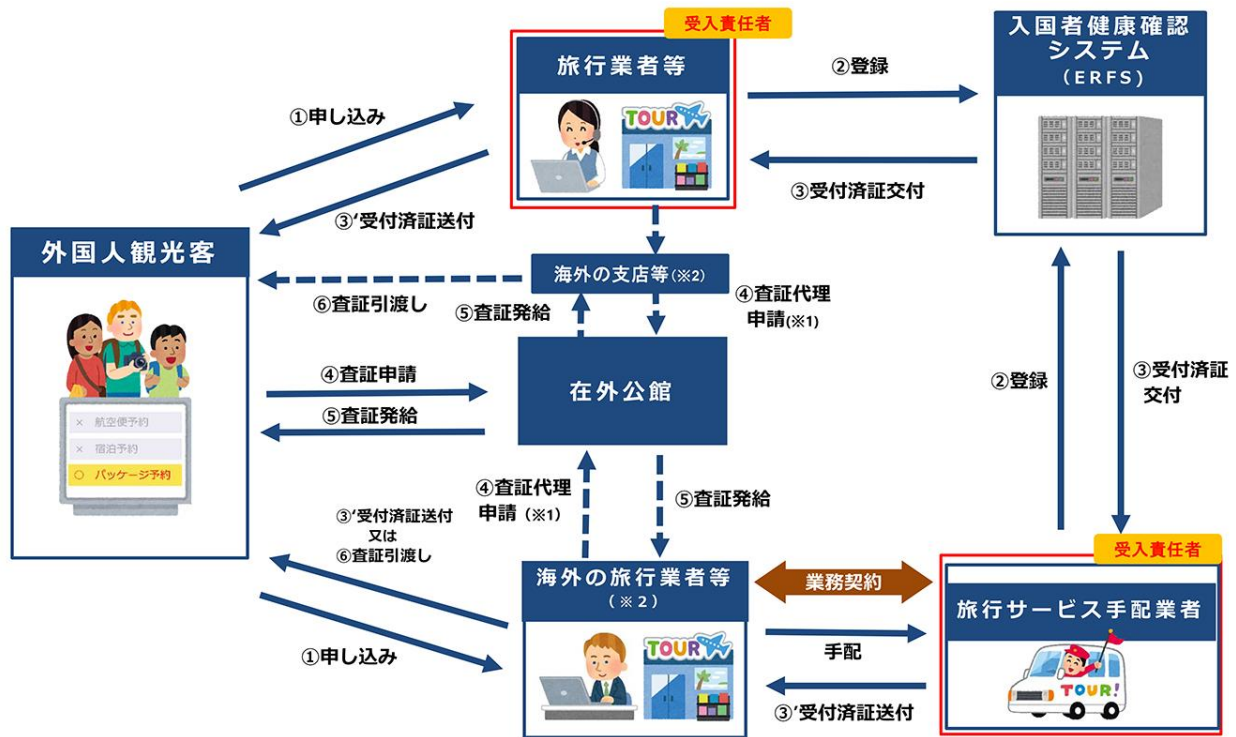 受入責任者
旅行業者等
TOUR
入国者健康確認
システム
(ERFS)
①申し込み
②登録
③受付済証交付
③'受付済証送付
外国人観光客
海外の支店等(※2)
⑥査証引渡し
⑤査証発給
④査証代理
申請(※1)
④査証申請
在外公館
⑤査証発給
× 航空便予約
× 宿泊予約
○ パッケージ予約
②登録
③受付済証
交付
④査証代理
申請(※1)
⑤査証発給
③'受付済証送付
又は
⑥査証引渡し
受入責任者
海外の旅行業者等
(※2)
TOUR
業務契約
旅行サービス手配業者
TOUR!
手配
①申し込み
③'受付済証送付